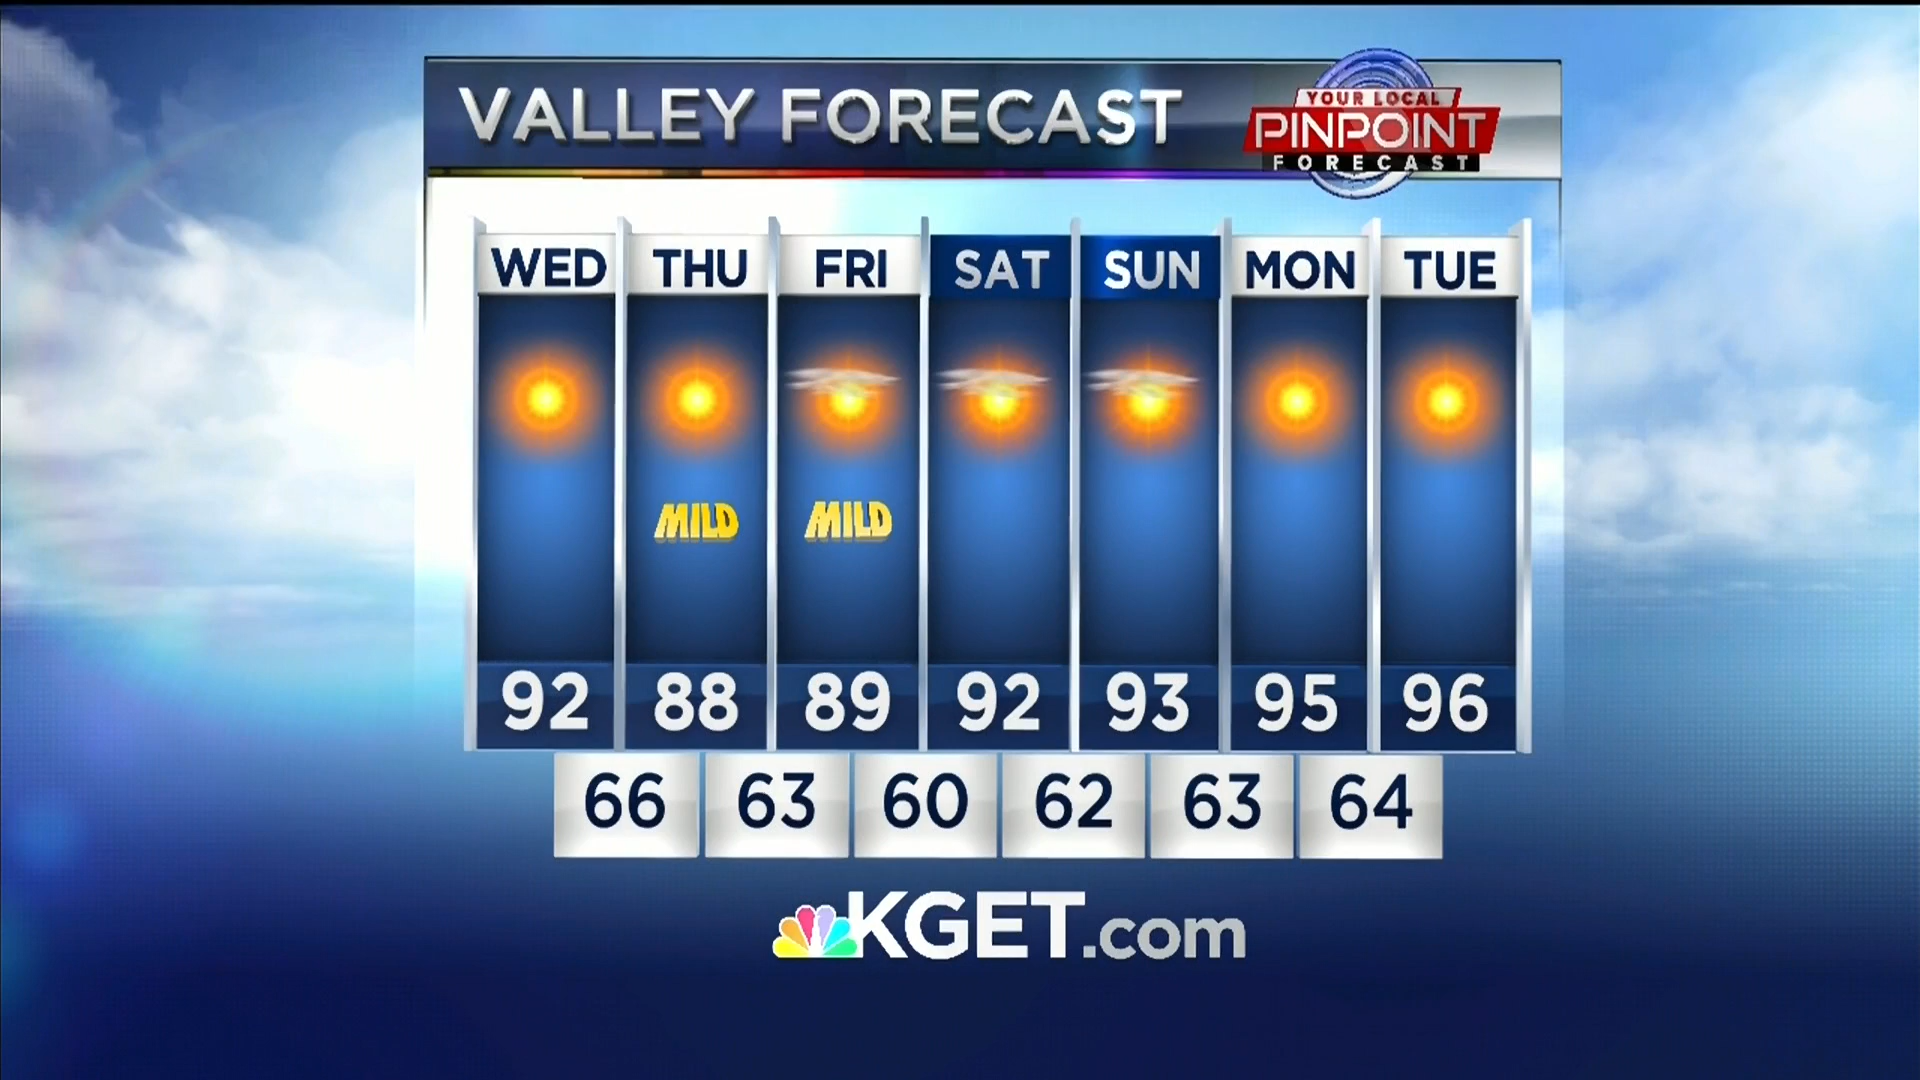 VALLEY FORECAST
YOUR LOCAL
PINPOINT
FORECAST
WED THU FRI SAT SUN MON TUE
MILD MILD
92 88 89 92 93 95 96
66 63 60 62 63 64
KGET.com